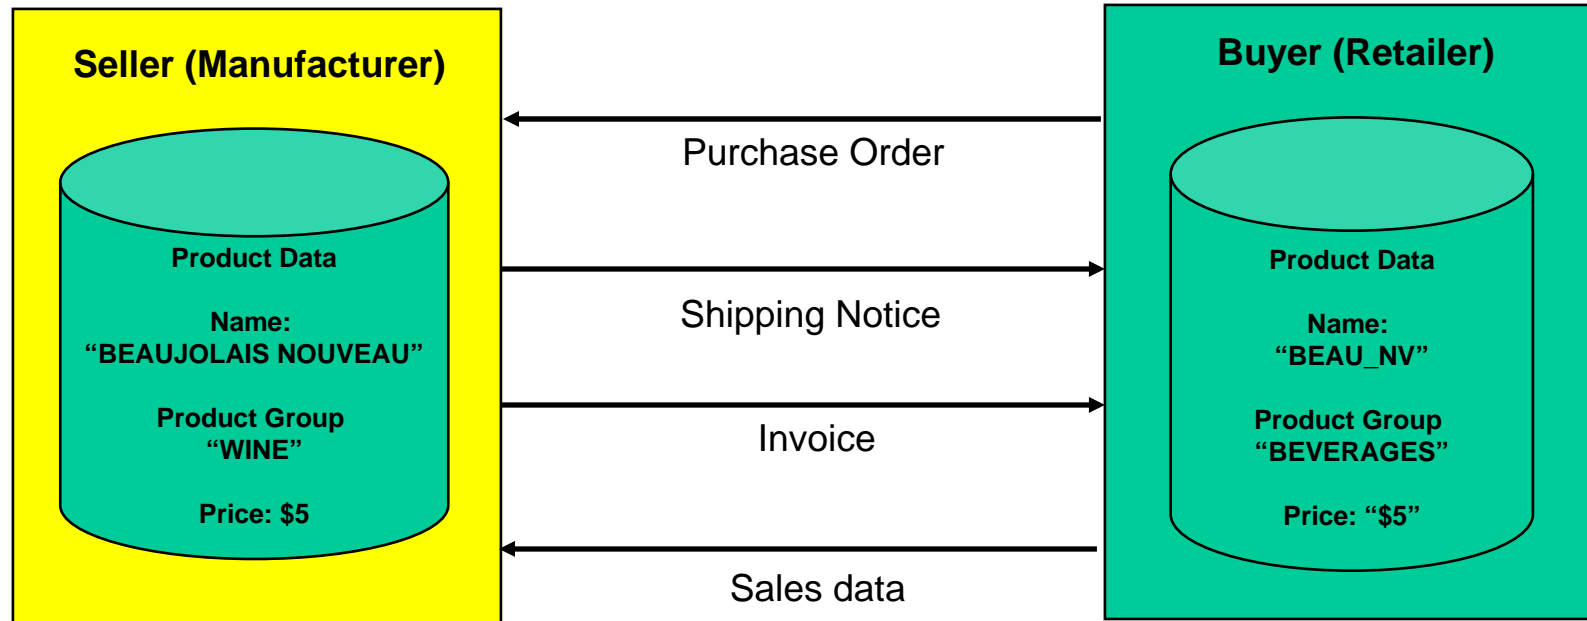 Seller (Manufacturer)
Product Data
Name:
“BEAUJOLAIS NOUVEAU”
Product Group
“WINE”
Price: $5
Purchase Order
Shipping Notice
Invoice
Sales data
Buyer (Retailer)
Product Data
Name:
“BEAU_NV”
Product Group
“BEVERAGES”
Price: “$5”